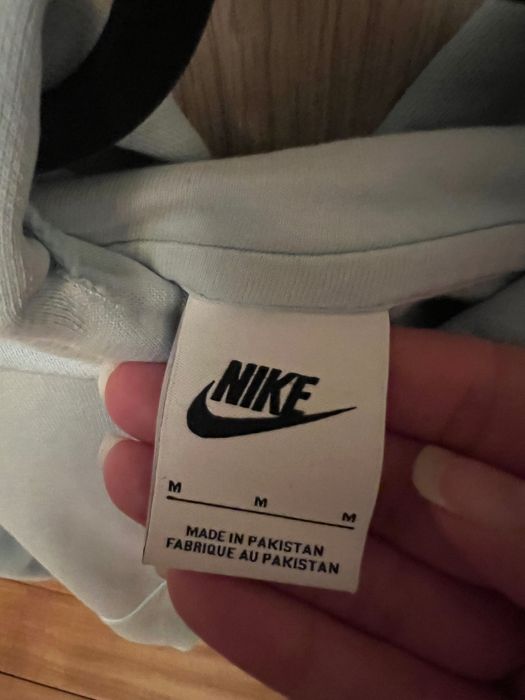 NIKE
M M M
MADE IN PAKISTAN
FABRIQUE AU PAKISTAN